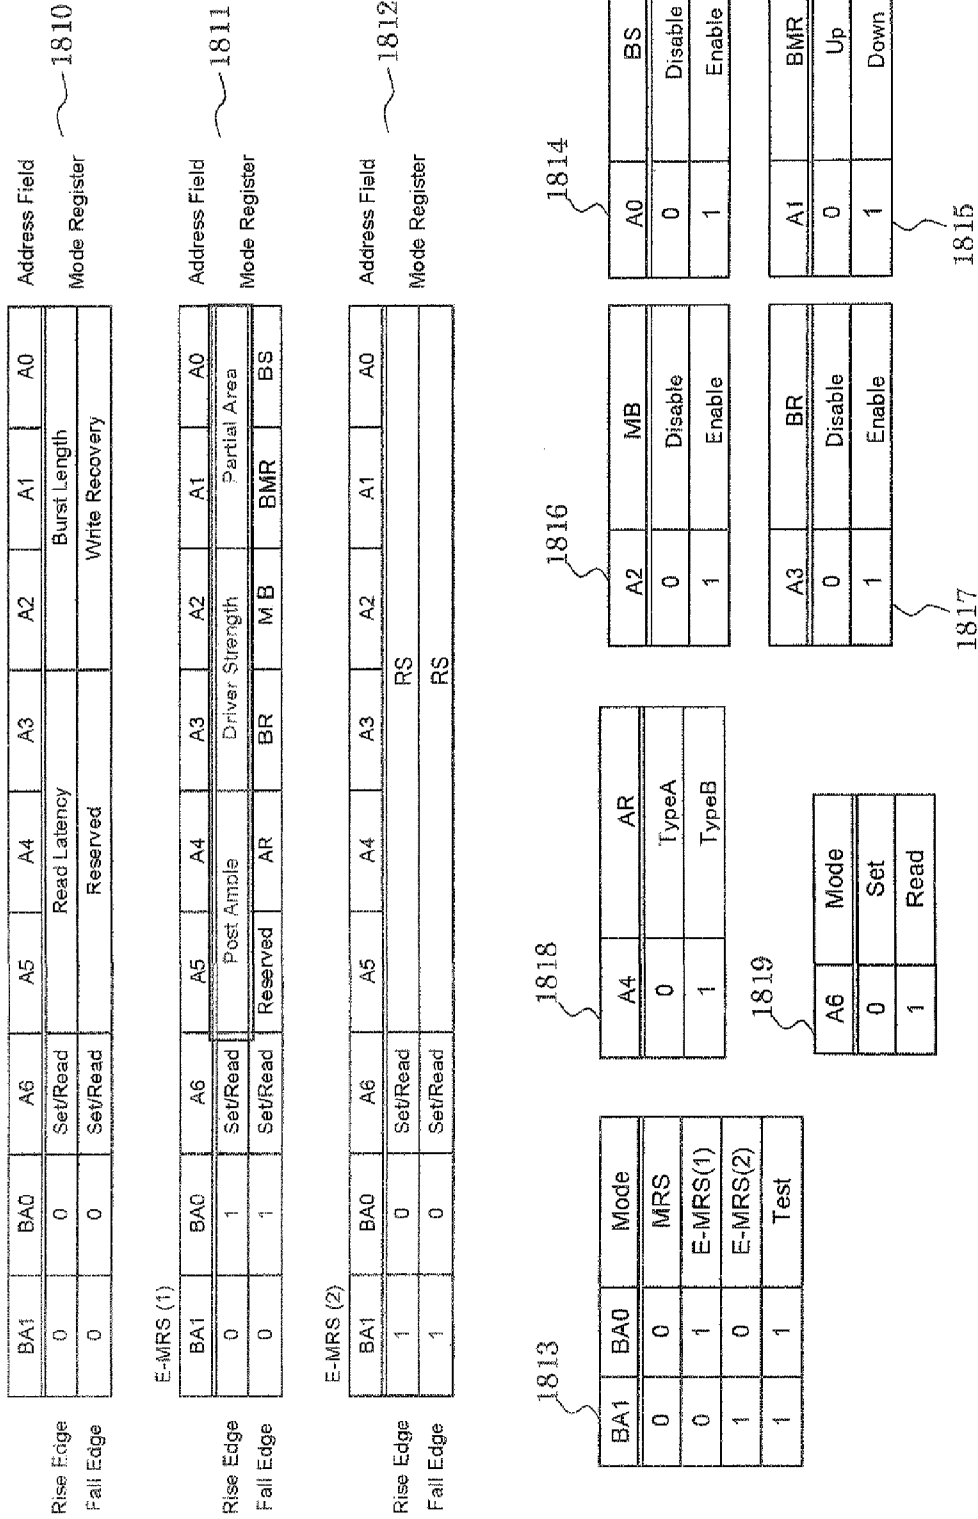 BA1 BA0 A6 A5 A4 A3 A2 A1 A0 Address Field
Rise Edge 0 0 Set/Read Read Latency Burst Length Mode Register
Fall Edge 0 0 Set/Read Reserved Write Recovery
1810
E-MRS (1)
BA1 BA0 A6 A5 A4 A3 A2 A1 A0 Address Field
Rise Edge 0 1 Set/Read Post Amble Driver Strength Partial Area Mode Register
Fall Edge 0 1 Set/Read Reserved AR BR M B BMR BS
1811
E-MRS (2)
BA1 BA0 A6 A5 A4 A3 A2 A1 A0 Address Field
Rise Edge 1 0 Set/Read RS Mode Register
Fall Edge 1 0 Set/Read RS
1812
1813
BA1 BA0 Mode
0 0 MRS
0 1 E-MRS(1)
1 0 E-MRS(2)
1 1 Test
1818
A4 AR
0 TypeA
1 TypeB
1819
A6 Mode
0 Set
1 Read
1816
A2 MB
0 Disable
1 Enable
A3 BR
0 Disable
1 Enable
1817
1814
A0 BS
0 Disable
1 Enable
A1 BMR
0 Up
1 Down
1815